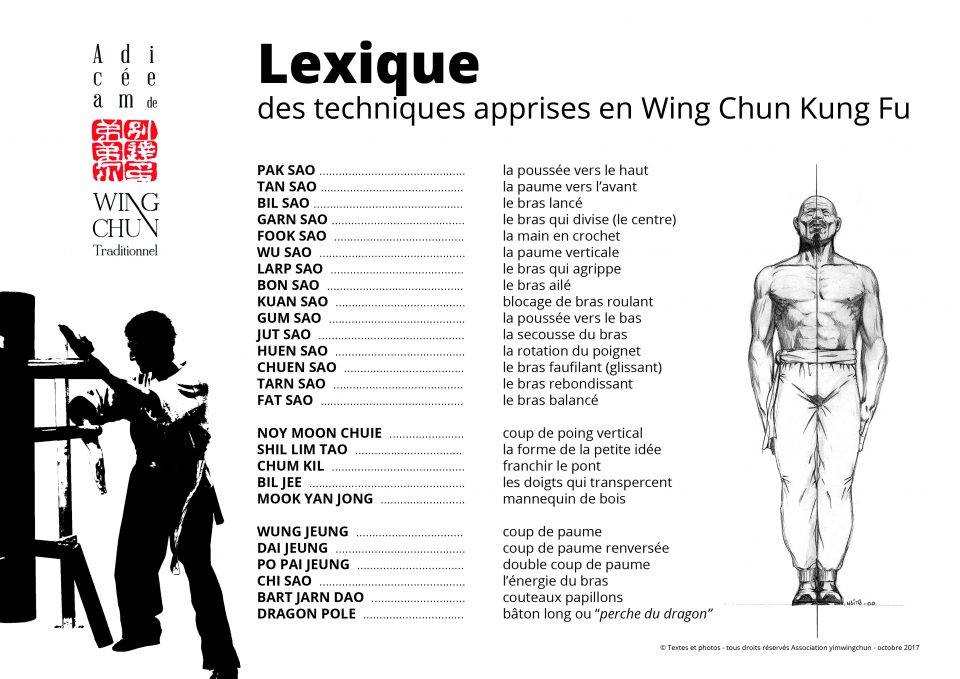 Lexique
des techniques apprises en Wing Chun Kung Fu
A d i
c é e
a m de
WING
CHUN
Traditionnel
PAK SAO ............................................. la poussée vers le haut
TAN SAO ............................................ la paume vers l’avant
BIL SAO .............................................. le bras lancé
GARN SAO ......................................... le bras qui divise (le centre)
FOOK SAO ........................................ la main en crochet
WU SAO ............................................. la paume verticale
LARP SAO ......................................... le bras qui agrippe
BON SAO .......................................... le bras ailé
KUAN SAO ........................................ blocage de bras roulant
GUM SAO .......................................... la poussée vers le bas
JUT SAO ............................................. la secousse du bras
HUEN SAO ........................................ la rotation du poignet
CHUEN SAO ..................................... le bras faufilant (glissant)
TARN SAO ........................................ le bras rebondissant
FAT SAO ............................................ le bras balancé
NOY MOON CHUIE ....................... coup de poing vertical
SHIL LIM TAO ................................. la forme de la petite idée
CHUM KIL ......................................... franchir le pont
BIL JEE ................................................ les doigts qui transpercent
MOOK YAN JONG .......................... mannequin de bois
WUNG JEUNG ................................. coup de paume
DAI JEUNG ........................................ coup de paume renversée
PO PAI JEUNG ................................. double coup de paume
CHI SAO ............................................. l’énergie du bras
BART JARN DAO ............................. couteaux papillons
DRAGON POLE ............................... bâton long ou “perche du dragon”
© Textes et photos - tous droits réservés Association yimwingchun - octobre 2017